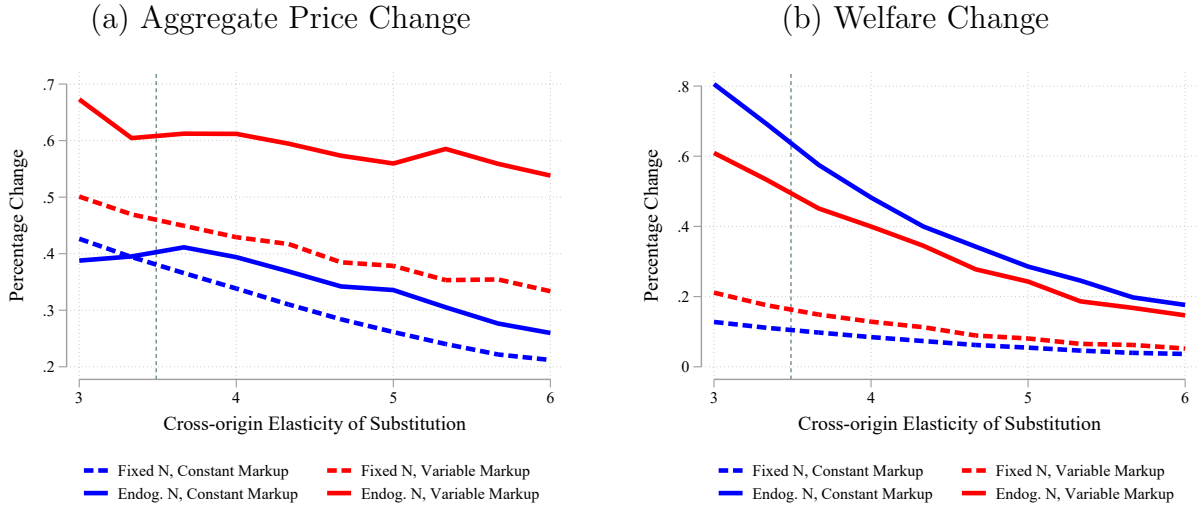 (a) Aggregate Price Change
.7
.6
.5
.4
.3
.2
Percentage Change
3 4 5 6
Cross-origin Elasticity of Substitution
Fixed N, Constant Markup Fixed N, Variable Markup
Endog. N, Constant Markup Endog. N, Variable Markup
(b) Welfare Change
.8
.6
.4
.2
0
Percentage Change
3 4 5 6
Cross-origin Elasticity of Substitution
Fixed N, Constant Markup Fixed N, Variable Markup
Endog. N, Constant Markup Endog. N, Variable Markup